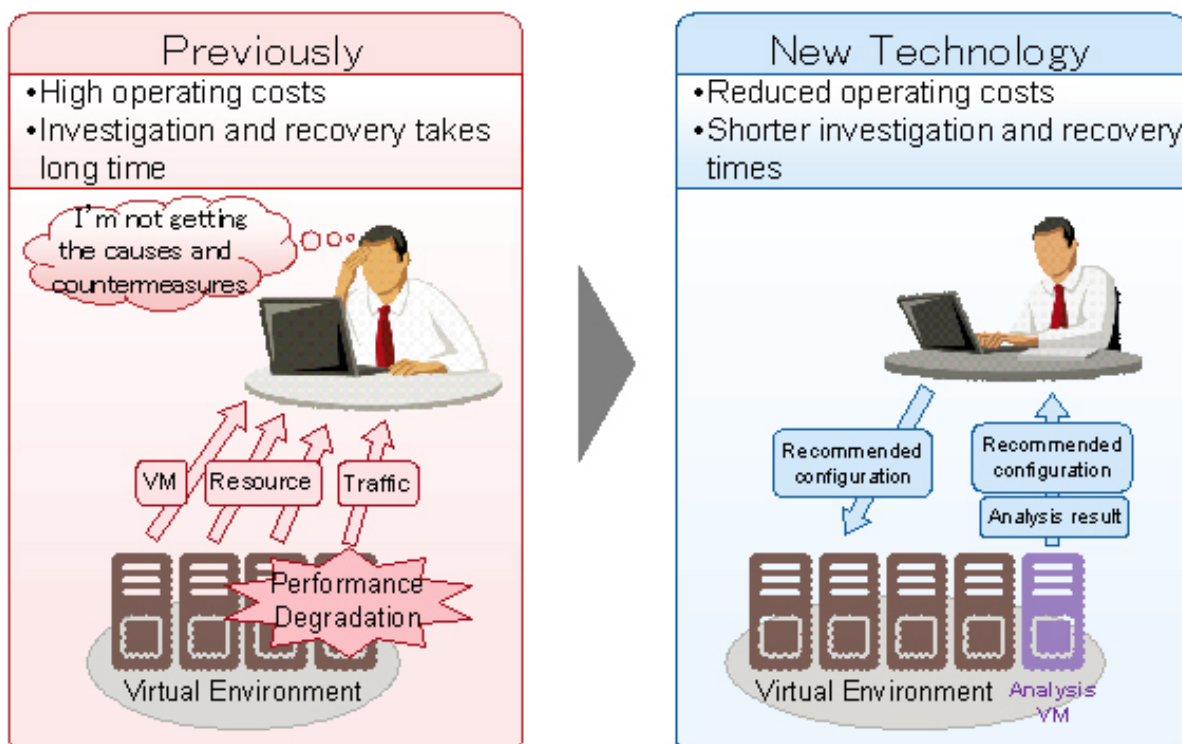 Previously
•High operating costs
•Investigation and recovery takes
long time
I'm not getting
the causes and
countermeasures
VM
Resource
Traffic
Performance
Degradation
Virtual Environment
New Technology
•Reduced operating costs
•Shorter investigation and recovery
times
Recommended
configuration
Recommended
configuration
Analysis result
Virtual Environment
Analysis
VM